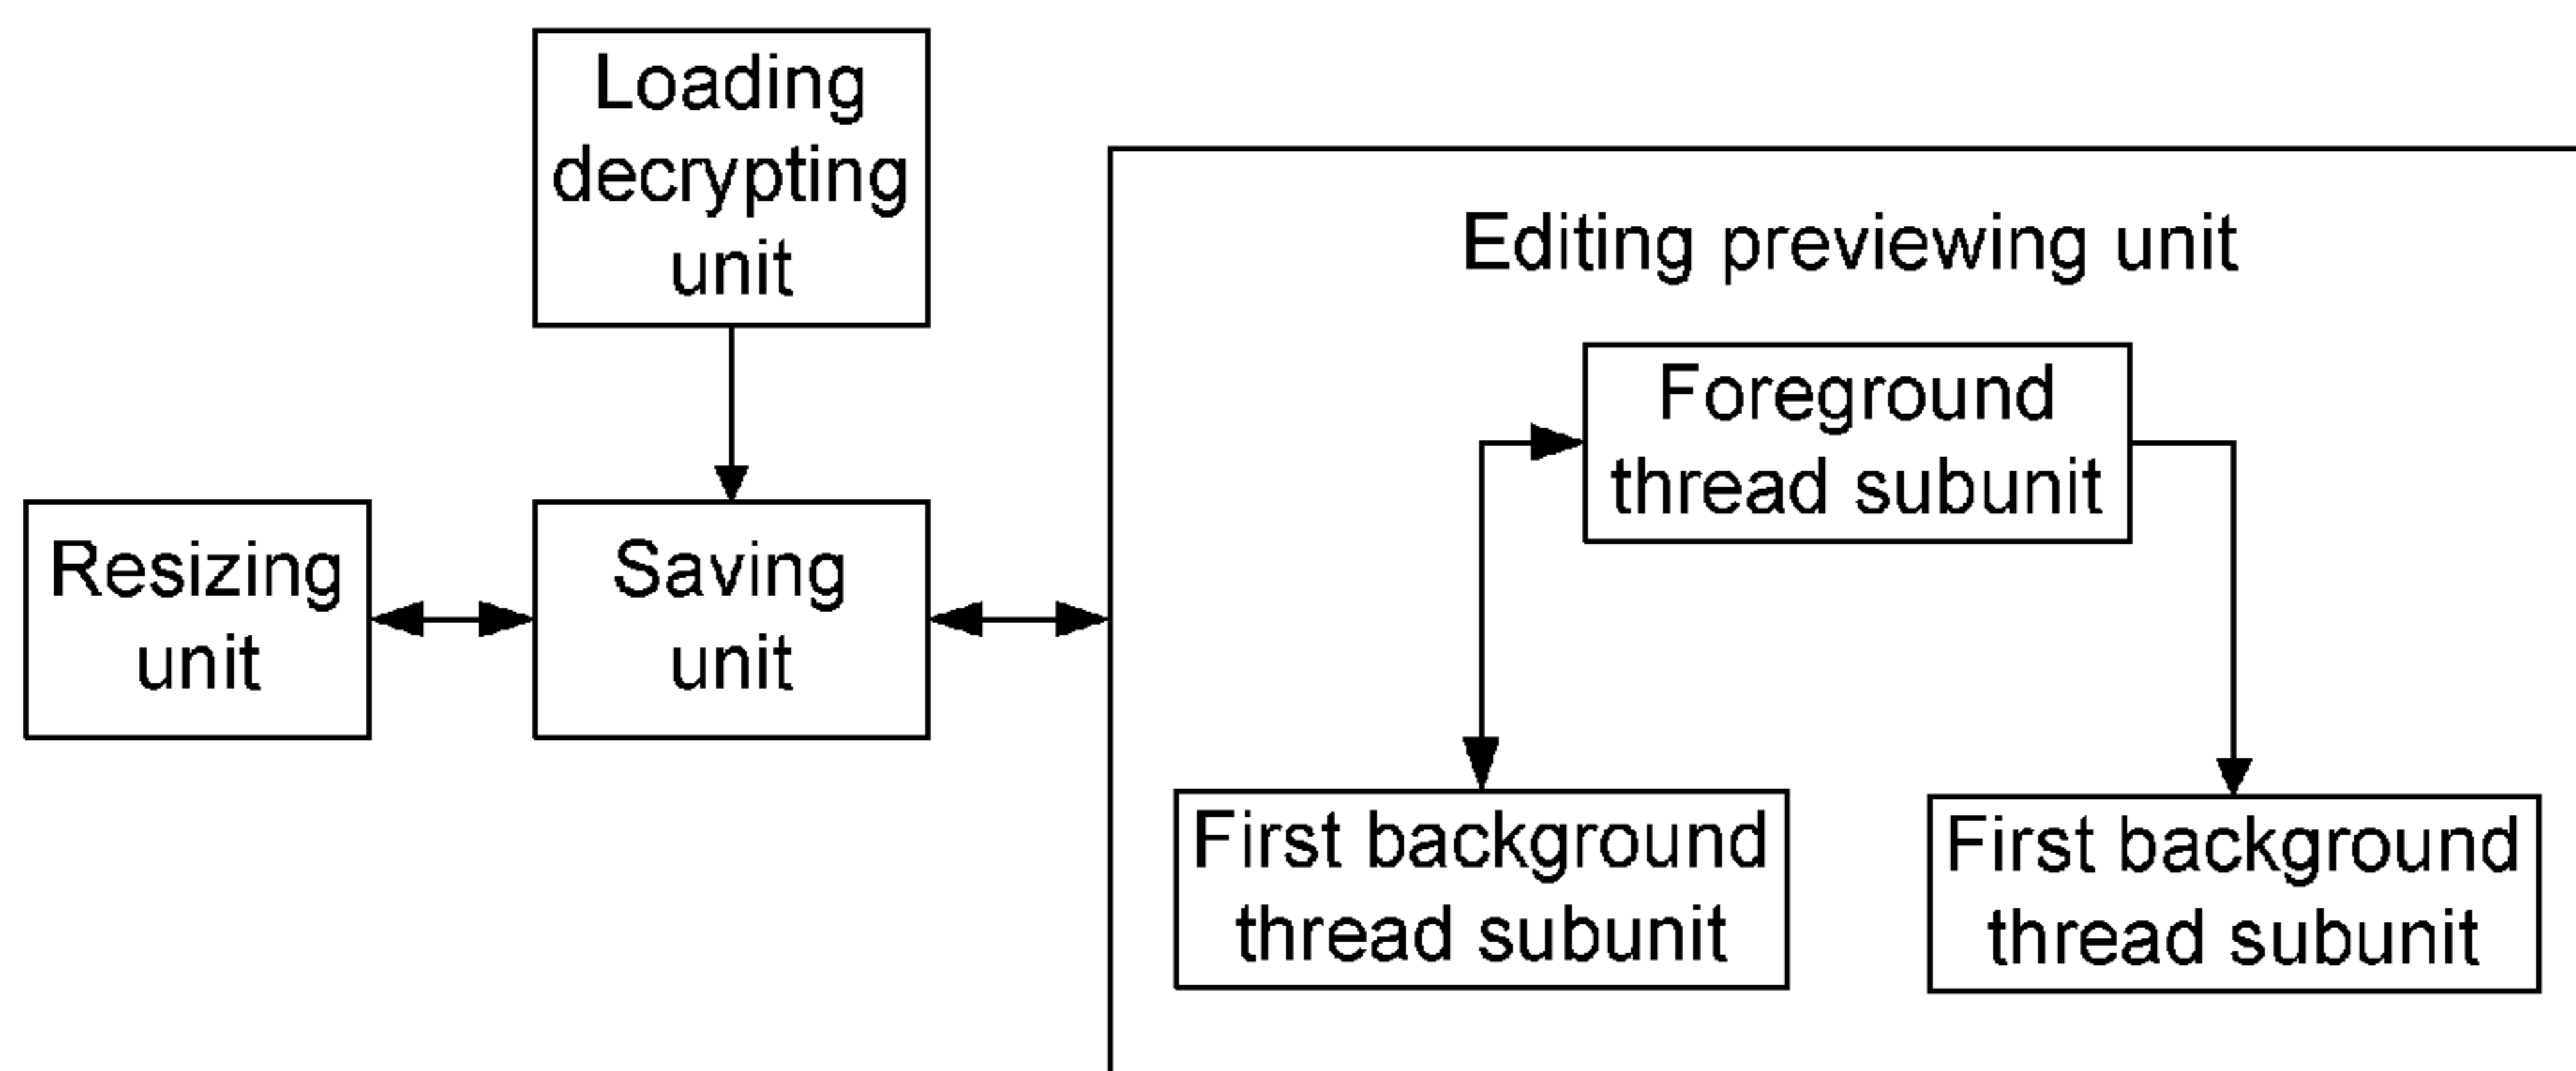 Loading
decrypting
unit
Editing previewing unit
Foreground
thread subunit
Resizing
unit
Saving
unit
First background
thread subunit
First background
thread subunit